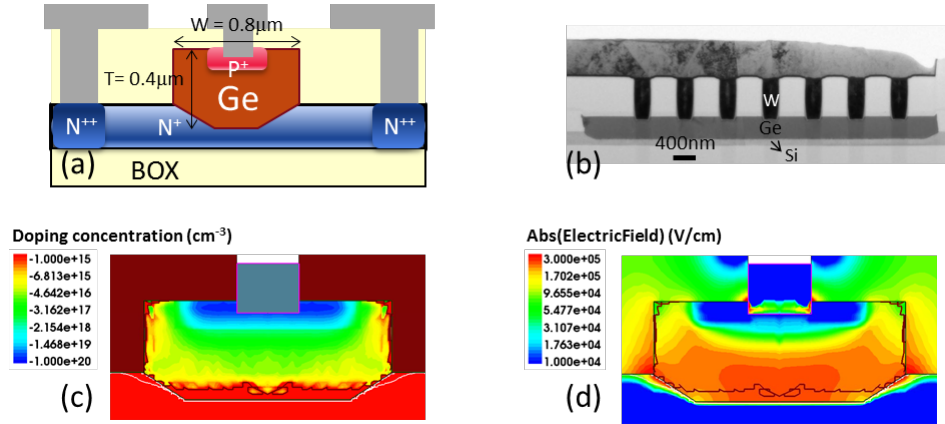 W = 0.8μm
T= 0.4μm
P+
Ge
N++
N+
N++
(a)
BOX
W
Ge
400nm
Si
(b)
Doping concentration (cm-3)
-1.000e+15
-6.813e+15
-4.642e+16
-3.162e+17
-2.154e+18
-1.468e+19
-1.000e+20
(c)
Abs(ElectricField) (V/cm)
3.000e+05
1.702e+05
9.655e+04
5.477e+04
3.107e+04
1.763e+04
1.000e+04
(d)